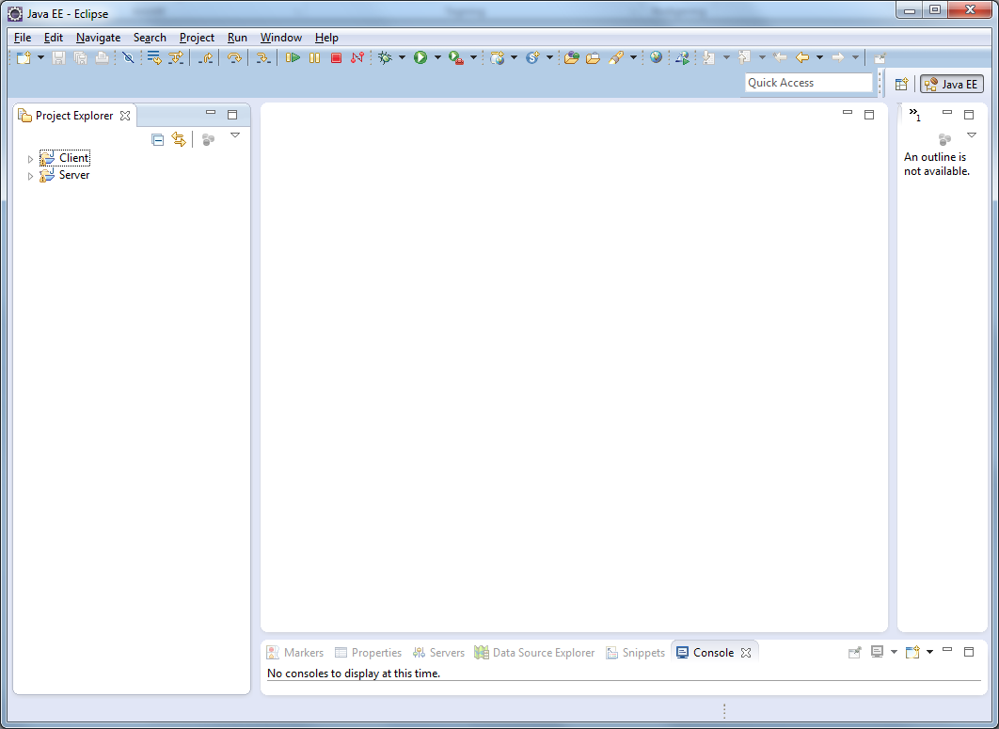 Java EE - Eclipse
File Edit Navigate Search Project Run Window Help
Quick Access
Java EE
Project Explorer
Client
Server
1
An outline is
not available.
Markers Properties Servers Data Source Explorer Snippets Console
No consoles to display at this time.